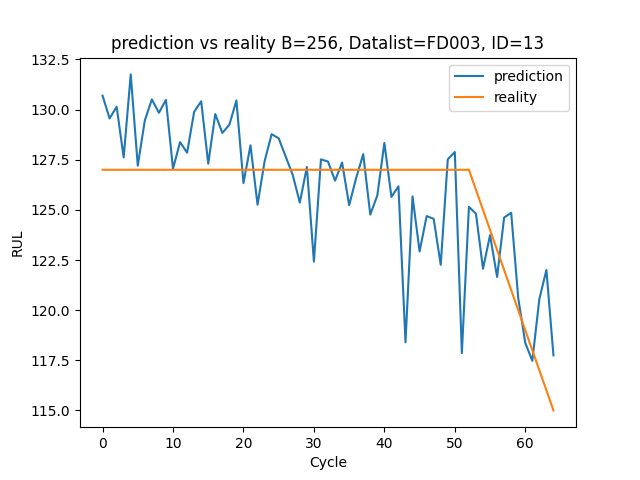 prediction vs reality B=256, Datalist=FD003, ID=13
prediction
reality
RUL
132.5
130.0
127.5
125.0
122.5
120.0
117.5
115.0
0 10 20 30 40 50 60
Cycle